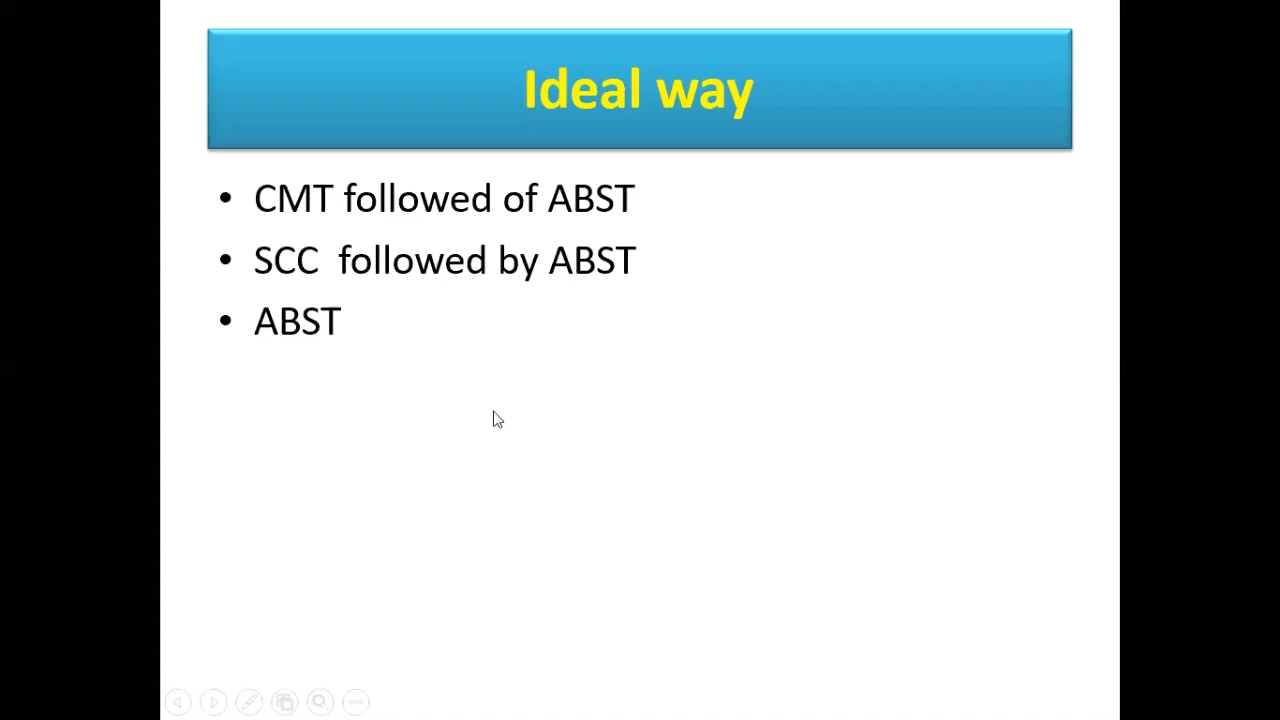 Ideal way
• CMT followed of ABST
• SCC  followed by ABST
• ABST